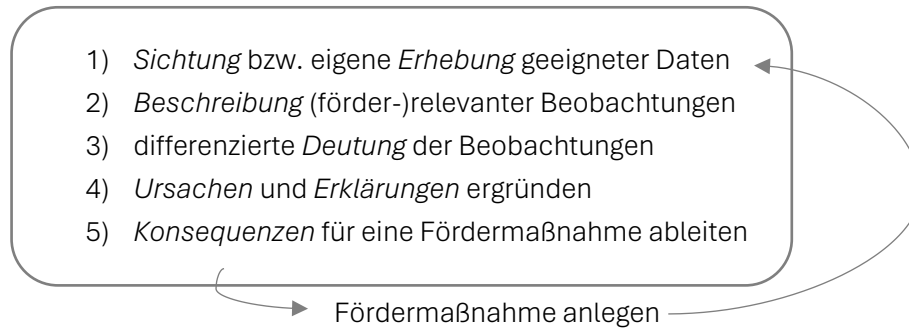 1) Sichtung bzw. eigene Erhebung geeigneter Daten
2) Beschreibung (förder-)relevanter Beobachtungen
3) differenzierte Deutung der Beobachtungen
4) Ursachen und Erklärungen ergründen
5) Konsequenzen für eine Fördermaßnahme ableiten
Fördermaßnahme anlegen